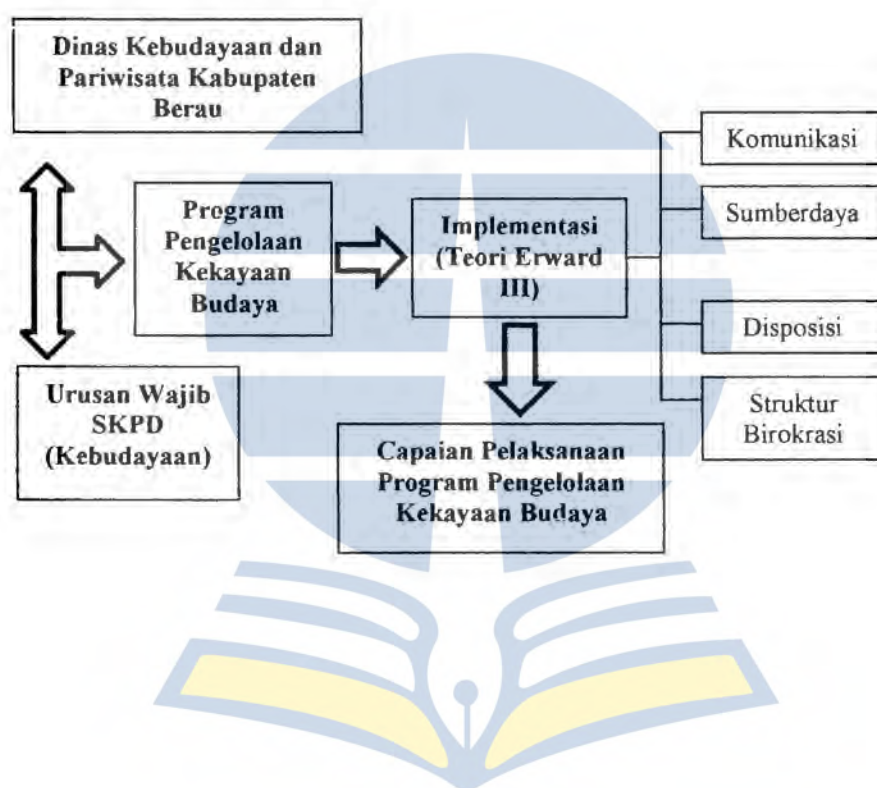 Dinas Kebudayaan dan
Pariwisata Kabupaten
Berau
Program
Pengelolaan
Kekayaan
Budaya
Urusan Wajib
SKPD
(Kebudayaan)
Implementasi
(Teori Erward
III)
Capaian Pelaksanaan
Program Pengelolaan
Kekayaan Budaya
Komunikasi
Sumberdaya
Disposisi
Struktur
Birokrasi